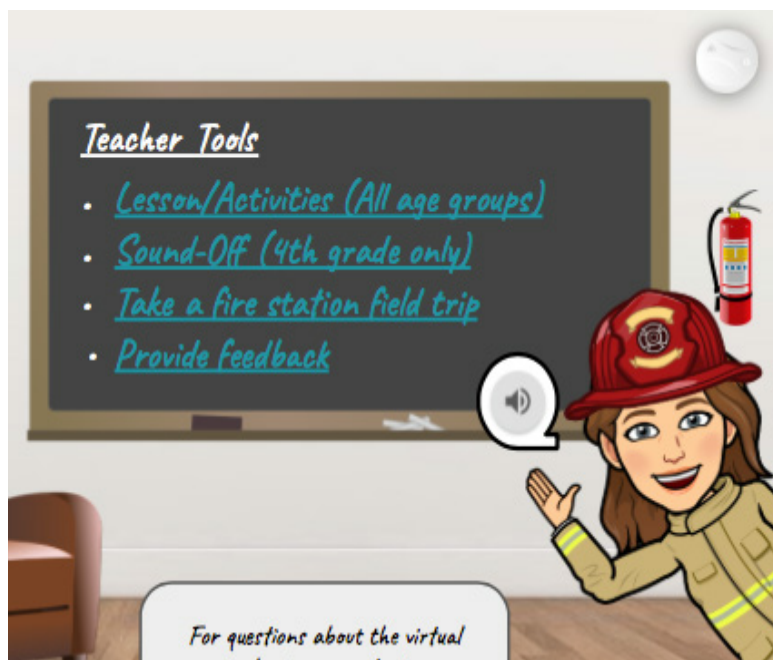 Teacher Tools
• Lesson/Activities (All age groups)
• Sound-Off (4th grade only)
• Take a fire station field trip
• Provide feedback
For questions about the virtual